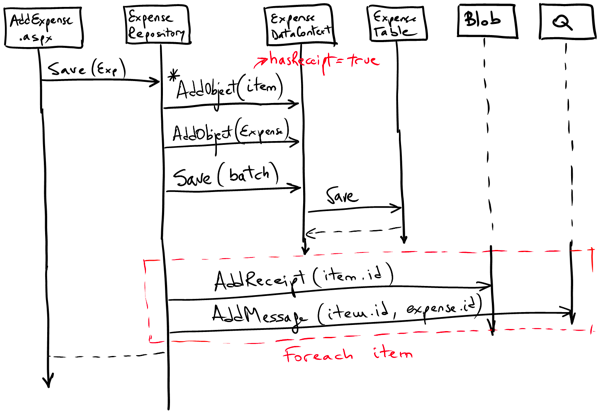 AddExpense
.aspx
Expense
Repository
Expense
DataContext
Expense
Table
Blob
Q
hasReceipt = true
Save (Exp)
* AddObject (item)
AddObject (Expense)
Save (batch)
Save
AddReceipt (item.id)
AddMessage (item.id, expense.id)
Foreach item